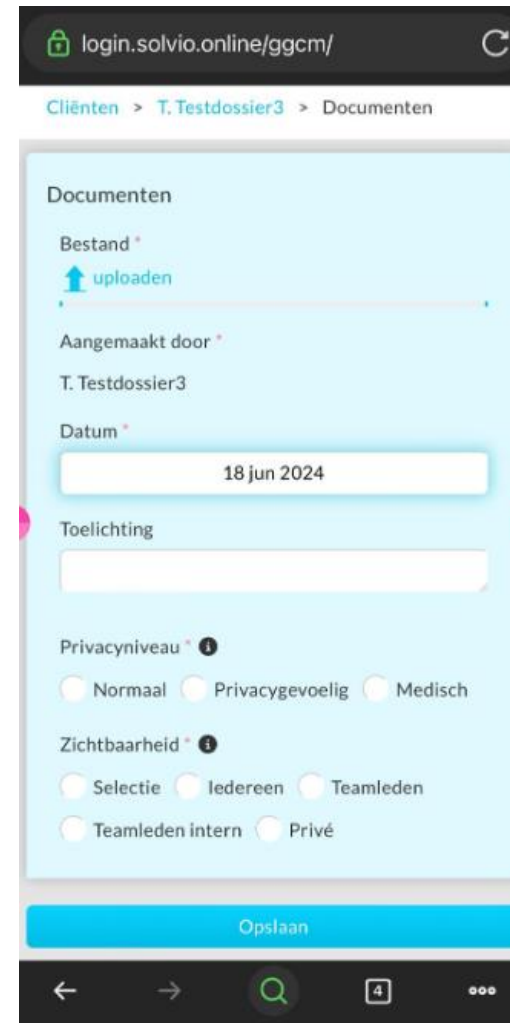 login.solvio.online/ggcm/
Cliënten > T. Testdossier3 > Documenten
Documenten
Bestand *
uploaden
Aangemaakt door *
T. Testdossier3
Datum *
18 jun 2024
Toelichting
Privacyniveau *
Normaal Privacygevoelig Medisch
Zichtbaarheid *
Selectie Iedereen Teamleden
Teamleden intern Privé
Opslaan
4